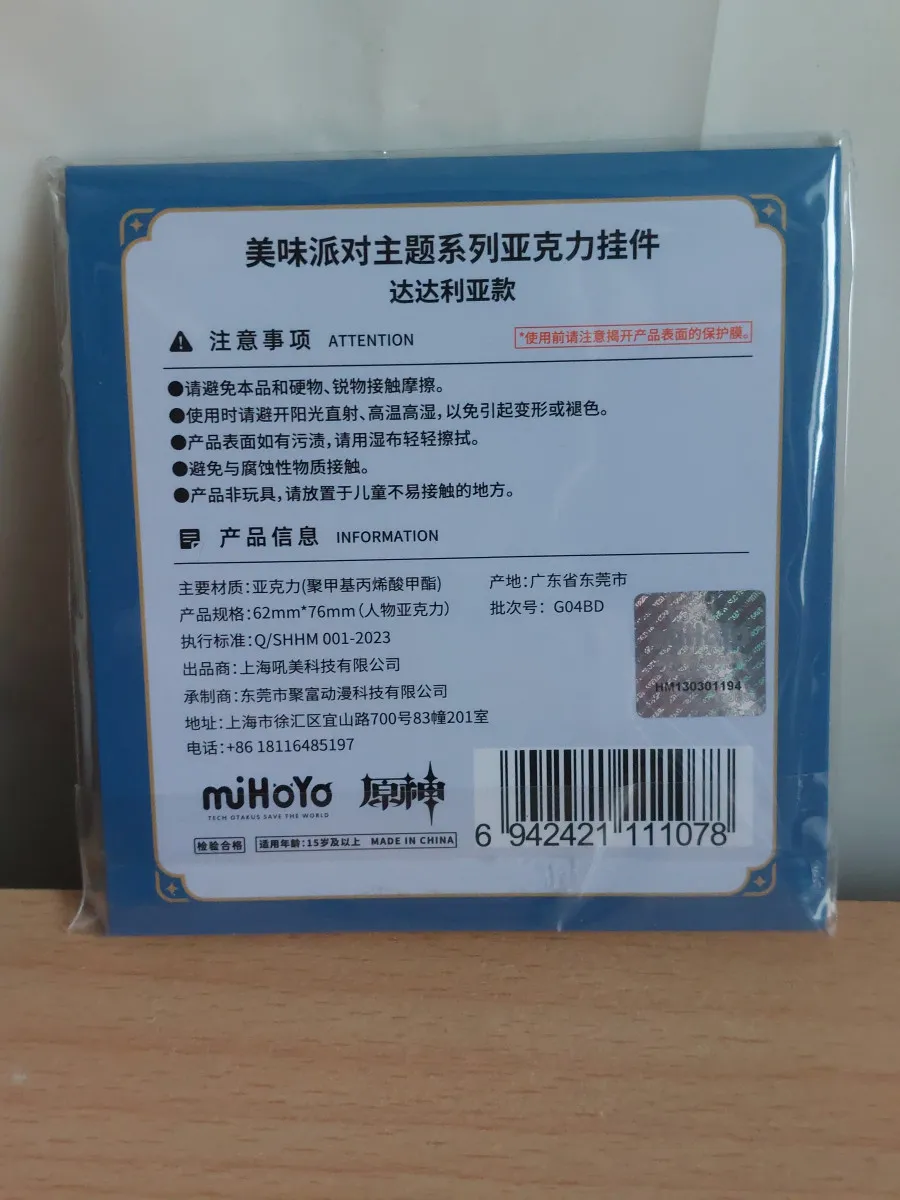 美味派对主题系列亚克力挂件
达达利亚款
注意事项 ATTENTION
*使用前请注意揭开产品表面的保护膜。
●请避免本品和硬物、锐物接触摩擦。
●使用时请避开阳光直射、高温高湿,以免引起变形或褪色。
●产品表面如有污渍,请用湿布轻轻擦拭。
●避免与腐蚀性物质接触。
●产品非玩具,请放置于儿童不易接触的地方。
产品信息 INFORMATION
主要材质:亚克力(聚甲基丙烯酸甲酯)
产地:广东省东莞市
产品规格:62mm*76mm(人物亚克力)
批次号: G04BD
执行标准:Q/SHHM 001-2023
出品商:上海吼美科技有限公司
承制商:东莞市聚富动漫科技有限公司
地址:上海市徐汇区宜山路700号83幢201室
电话:+86 18116485197
miHoYo
HM130301194
miHoYo
TECH OTAKUS SAVE THE WORLD
原神
检验合格
适用年龄:15岁及以上 MADE IN CHINA
6 942421 111078